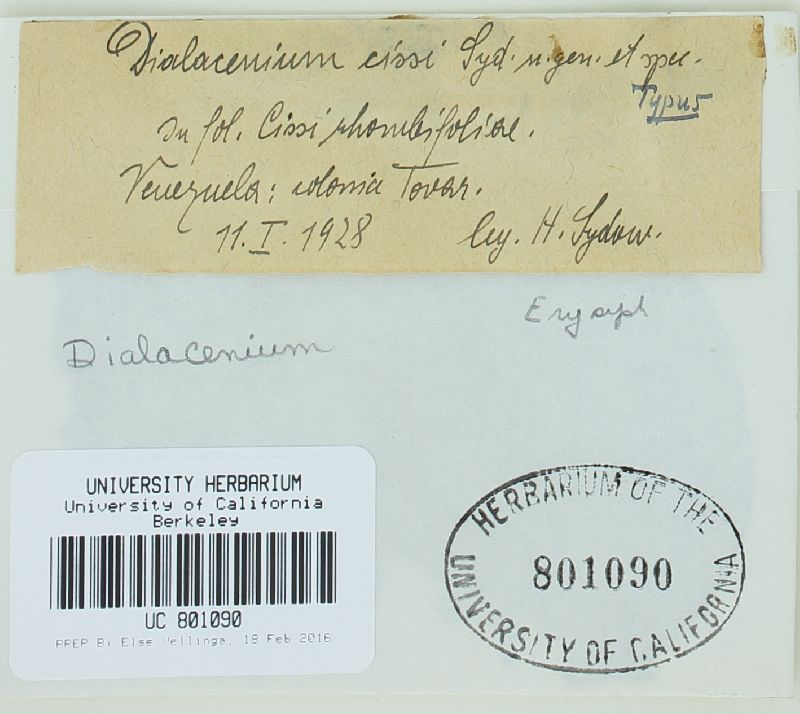 Dialacenium cissi Syd. n. gen. et spec.
Typus
In fol. Cissi rhombifoliae.
Venezuela: colonia Tovar.
11. I. 1928 leg. H. Sydow.
Erysiph
Dialacenium
UNIVERSITY HERBARIUM
University of California
Berkeley
UC 801090
PREP By Else Vellinga, 18 Feb 2016
HERBARIUM OF THE
801090
UNIVERSITY OF CALIFORNIA